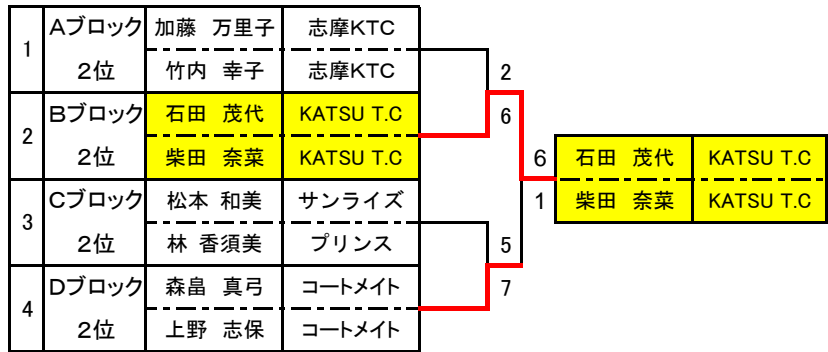 1 Aブロック 2位 加藤 万里子 志摩KTC
竹内 幸子 志摩KTC
2
2 Bブロック 2位 石田 茂代 KATSU T.C
柴田 奈菜 KATSU T.C
6
6 石田 茂代 KATSU T.C
1 柴田 奈菜 KATSU T.C
3 Cブロック 2位 松本 和美 サンライズ
林 香須美 プリンス
5
4 Dブロック 2位 森畠 真弓 コートメイト
上野 志保 コートメイト
7